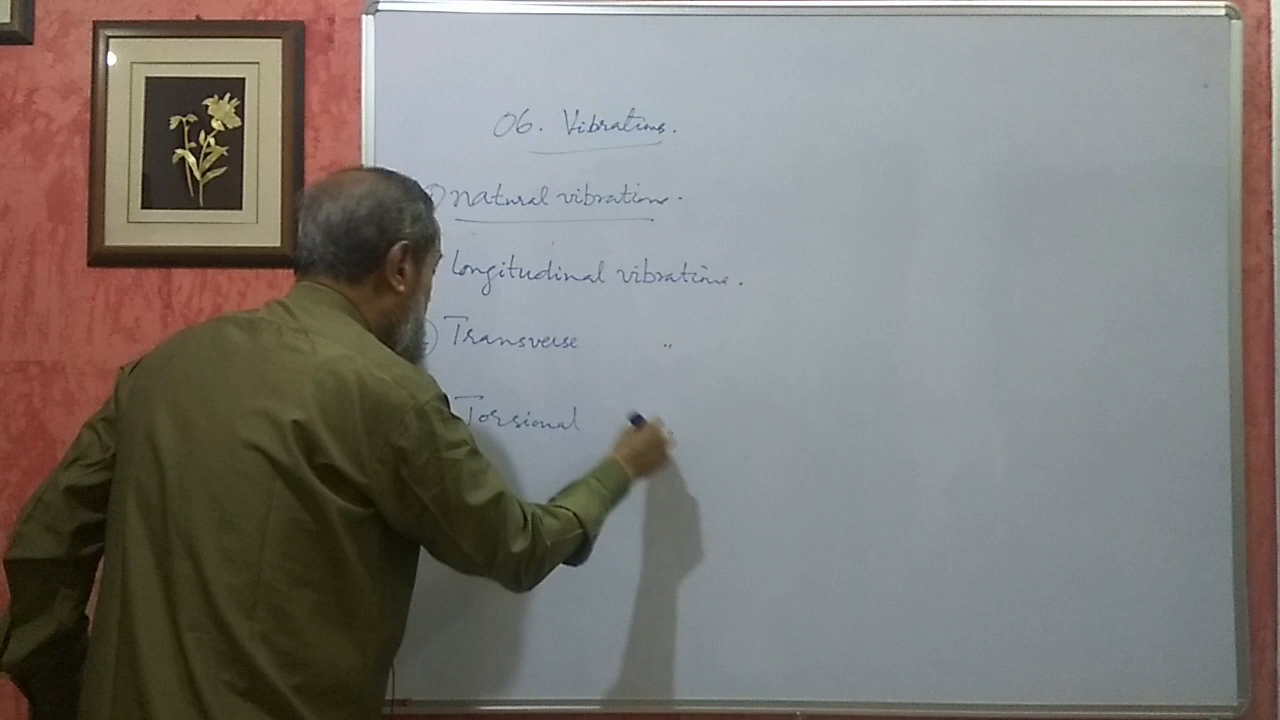 06. Vibrations.
) natural vibrations.
longitudinal vibrations.
) Transverse "
Torsional "